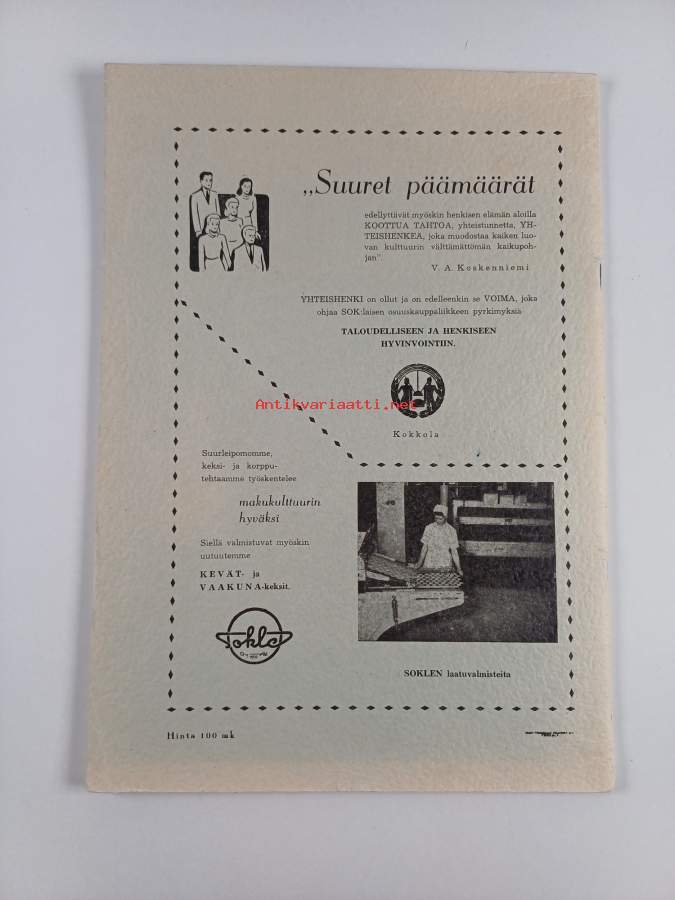 „Suuret päämäärät
edellyttävät myöskin henkisen elämän aloilla
KOOTTUA TAHTOA, yhteistunnetta, YH-
TEISHENKEÄ, joka muodostaa kaiken luo-
van kulttuurin välttämättömän kaikupoh-
jan".
V. A. Koskenniemi
YHTEISHENKI on ollut ja on edelleenkin se VOIMA, joka
ohjaa SOK:laisen osuuskauppaliikkeen pyrkimyksiä
TALOUDELLISEEN JA HENKISEEN
HYVINVOINTIIN.
Antikvariaatti.net
Kokkola
Suurleipomomme,
keksi- ja korppu-
tehtaamme työskentelee
makukulttuurin
hyväksi
Siellä valmistuvat myöskin
uutuutemme
KEVÄT- ja
VAAKUNA-keksit.
Sokle
SOKLEN laatuvalmisteita
Hinta 100 mk